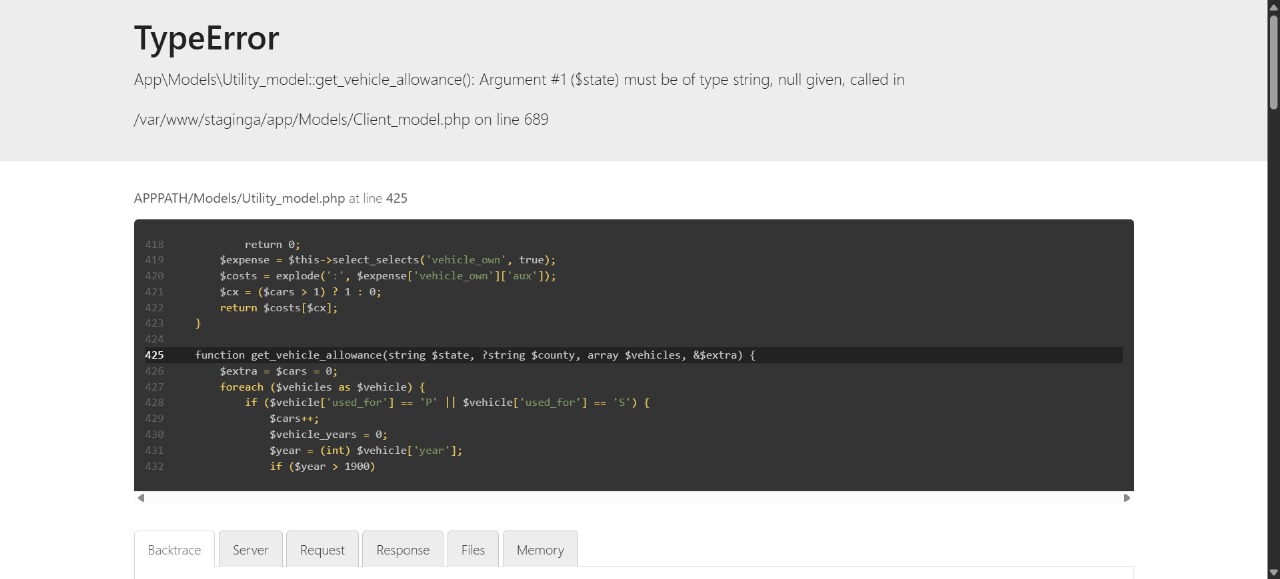 TypeError
App\Models\Utility_model::get_vehicle_allowance(): Argument #1 ($state) must be of type string, null given, called in
/var/www/staginga/app/Models/Client_model.php on line 689
APPPATH/Models/Utility_model.php at line 425
418             return 0;
419         $expense = $this->select_selects('vehicle_own', true);
420         $costs = explode(':', $expense['vehicle_own']['aux']);
421         $cx = ($cars > 1) ? 1 : 0;
422         return $costs[$cx];
423     }
424
425     function get_vehicle_allowance(string $state, ?string $county, array $vehicles, &$extra) {
426         $extra = $cars = 0;
427         foreach ($vehicles as $vehicle) {
428             if ($vehicle['used_for'] == 'P' || $vehicle['used_for'] == 'S') {
429                 $cars++;
430                 $vehicle_years = 0;
431                 $year = (int) $vehicle['year'];
432                 if ($year > 1900)
Backtrace Server Request Response Files Memory